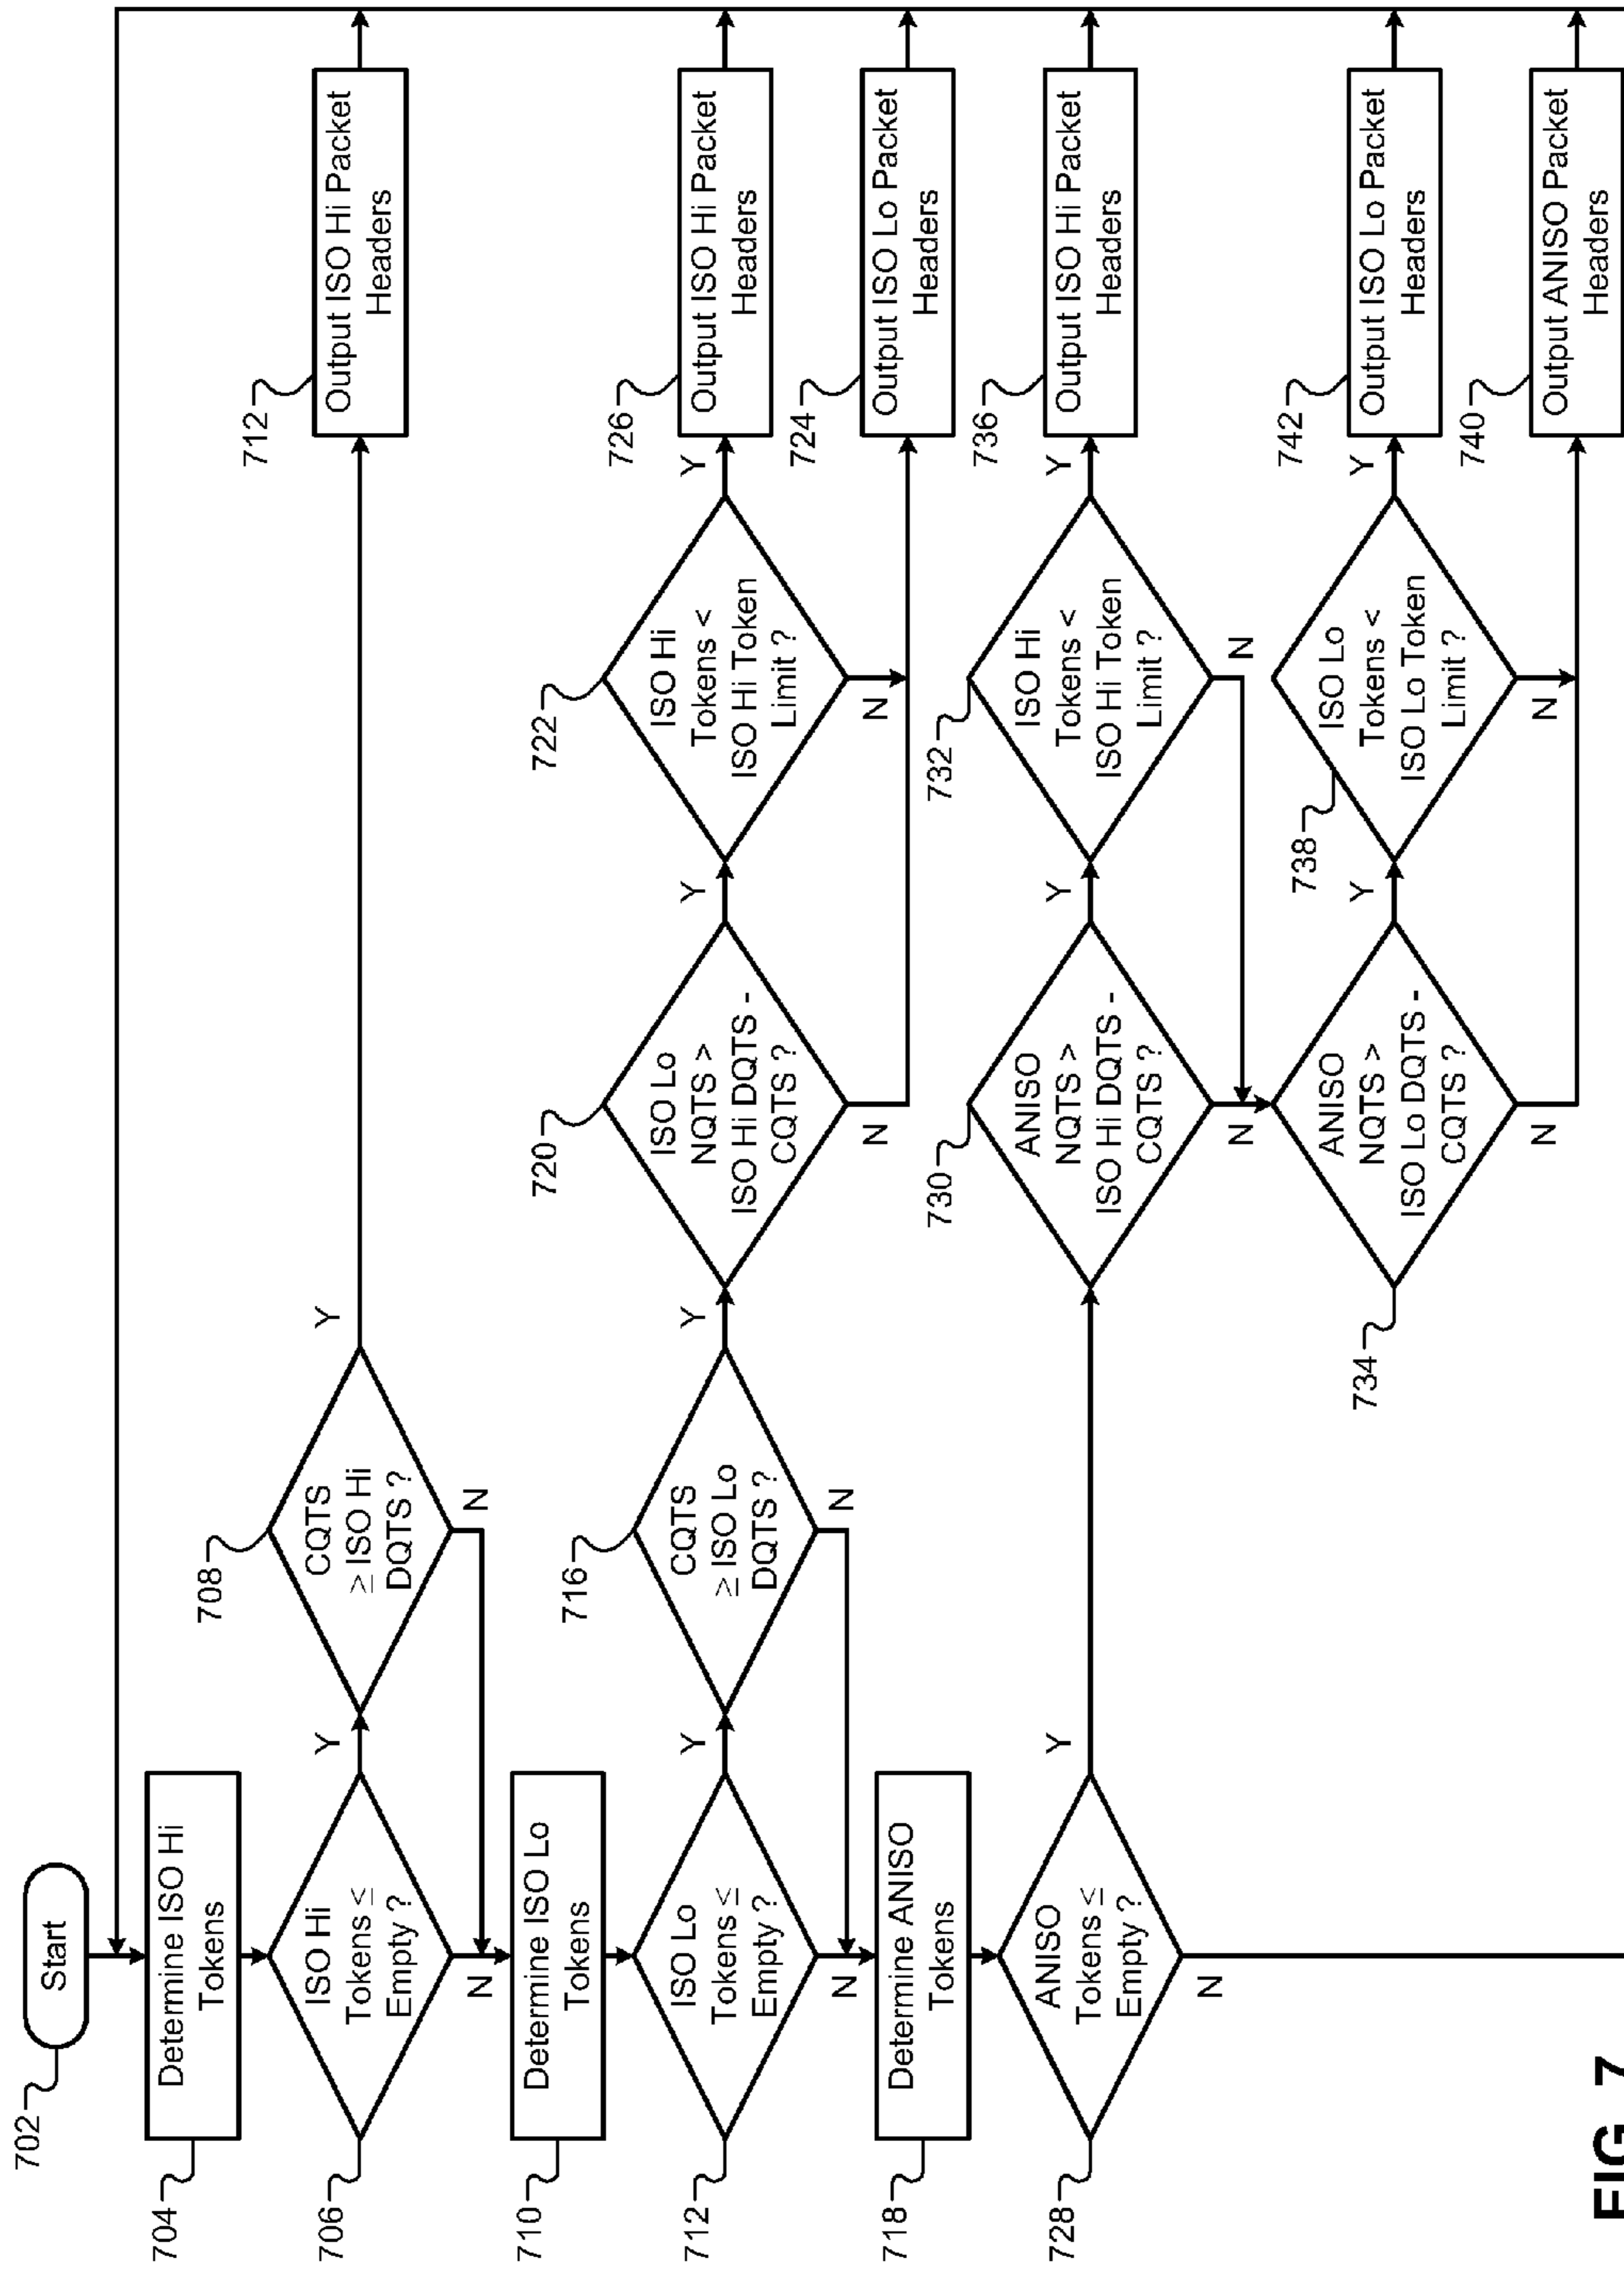 702
Start
704
Determine ISO Hi
Tokens
706
ISO Hi
Tokens ≤
Empty ?
Y
N
708
CQTS
≥ ISO Hi
DQTS ?
Y
N
712
Output ISO Hi Packet
Headers
710
Determine ISO Lo
Tokens
712
ISO Lo
Tokens ≤
Empty ?
Y
N
716
CQTS
≥ ISO Lo
DQTS ?
Y
N
720
ISO Lo
NQTS >
ISO Hi DQTS -
CQTS ?
Y
N
722
ISO Hi
Tokens <
ISO Hi Token
Limit ?
Y
N
726
Output ISO Hi Packet
Headers
724
Output ISO Lo Packet
Headers
718
Determine ANISO
Tokens
728
ANISO
Tokens ≤
Empty ?
Y
N
730
ANISO
NQTS >
ISO Hi DQTS -
CQTS ?
Y
N
732
ISO Hi
Tokens <
ISO Hi Token
Limit ?
Y
N
736
Output ISO Hi Packet
Headers
734
ANISO
NQTS >
ISO Lo DQTS -
CQTS ?
Y
N
738
ISO Lo
Tokens <
ISO Lo Token
Limit ?
Y
N
742
Output ISO Lo Packet
Headers
740
Output ANISO Packet
Headers
FIG. 7